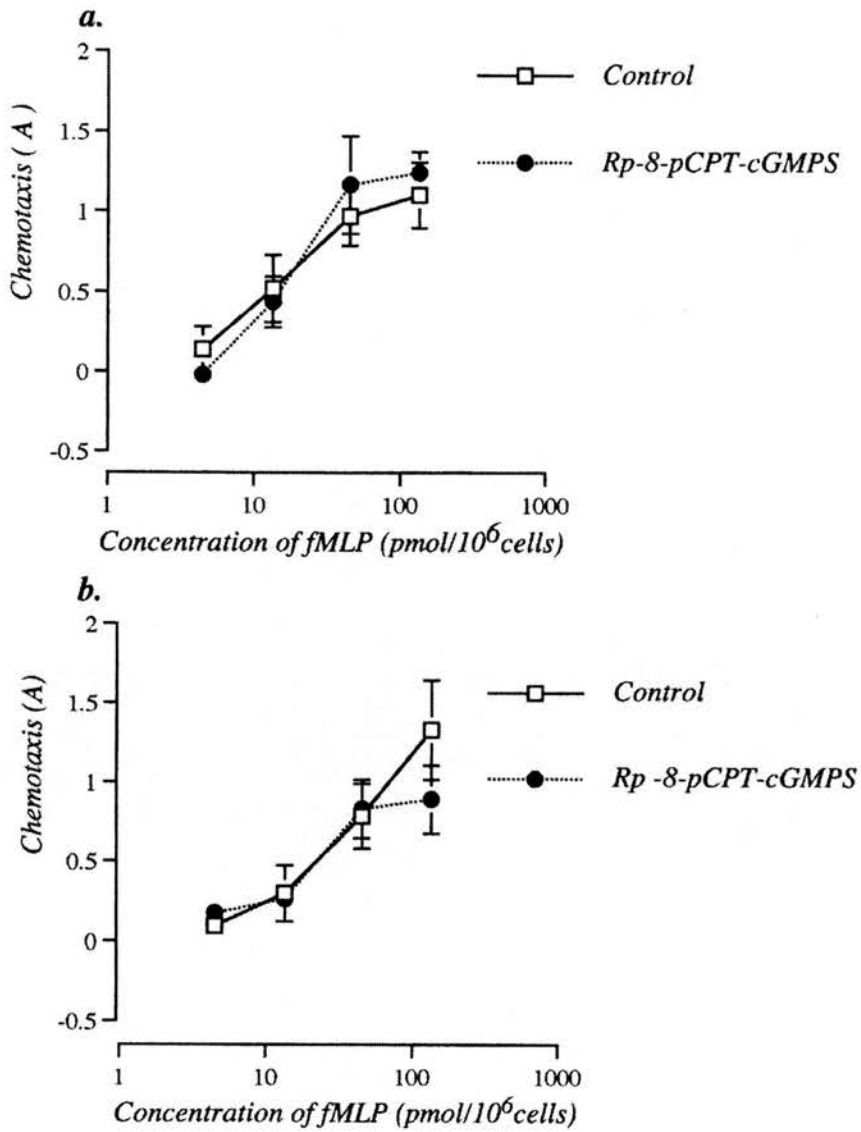 a.
2
1.5
1
0.5
0
-0.5
Chemotaxis ( A )
Control
Rp-8-pCPT-cGMPS
1 10 100 1000
Concentration of fMLP (pmol/10⁶cells)
b.
2
1.5
1
0.5
0
-0.5
Chemotaxis (A)
Control
Rp -8-pCPT-cGMPS
1 10 100 1000
Concentration of fMLP (pmol/10⁶cells)